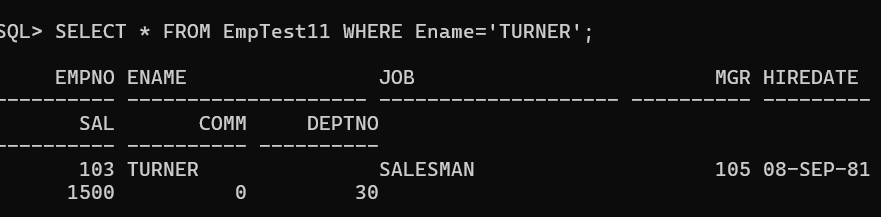 SQL> SELECT * FROM EmpTest11 WHERE Ename='TURNER';
EMPNO ENAME JOB MGR HIREDATE
---------- -------------------- -------------------- ---------- ---------
SAL COMM DEPTNO
---------- ---------- ----------
103 TURNER SALESMAN 105 08-SEP-81
1500 0 30